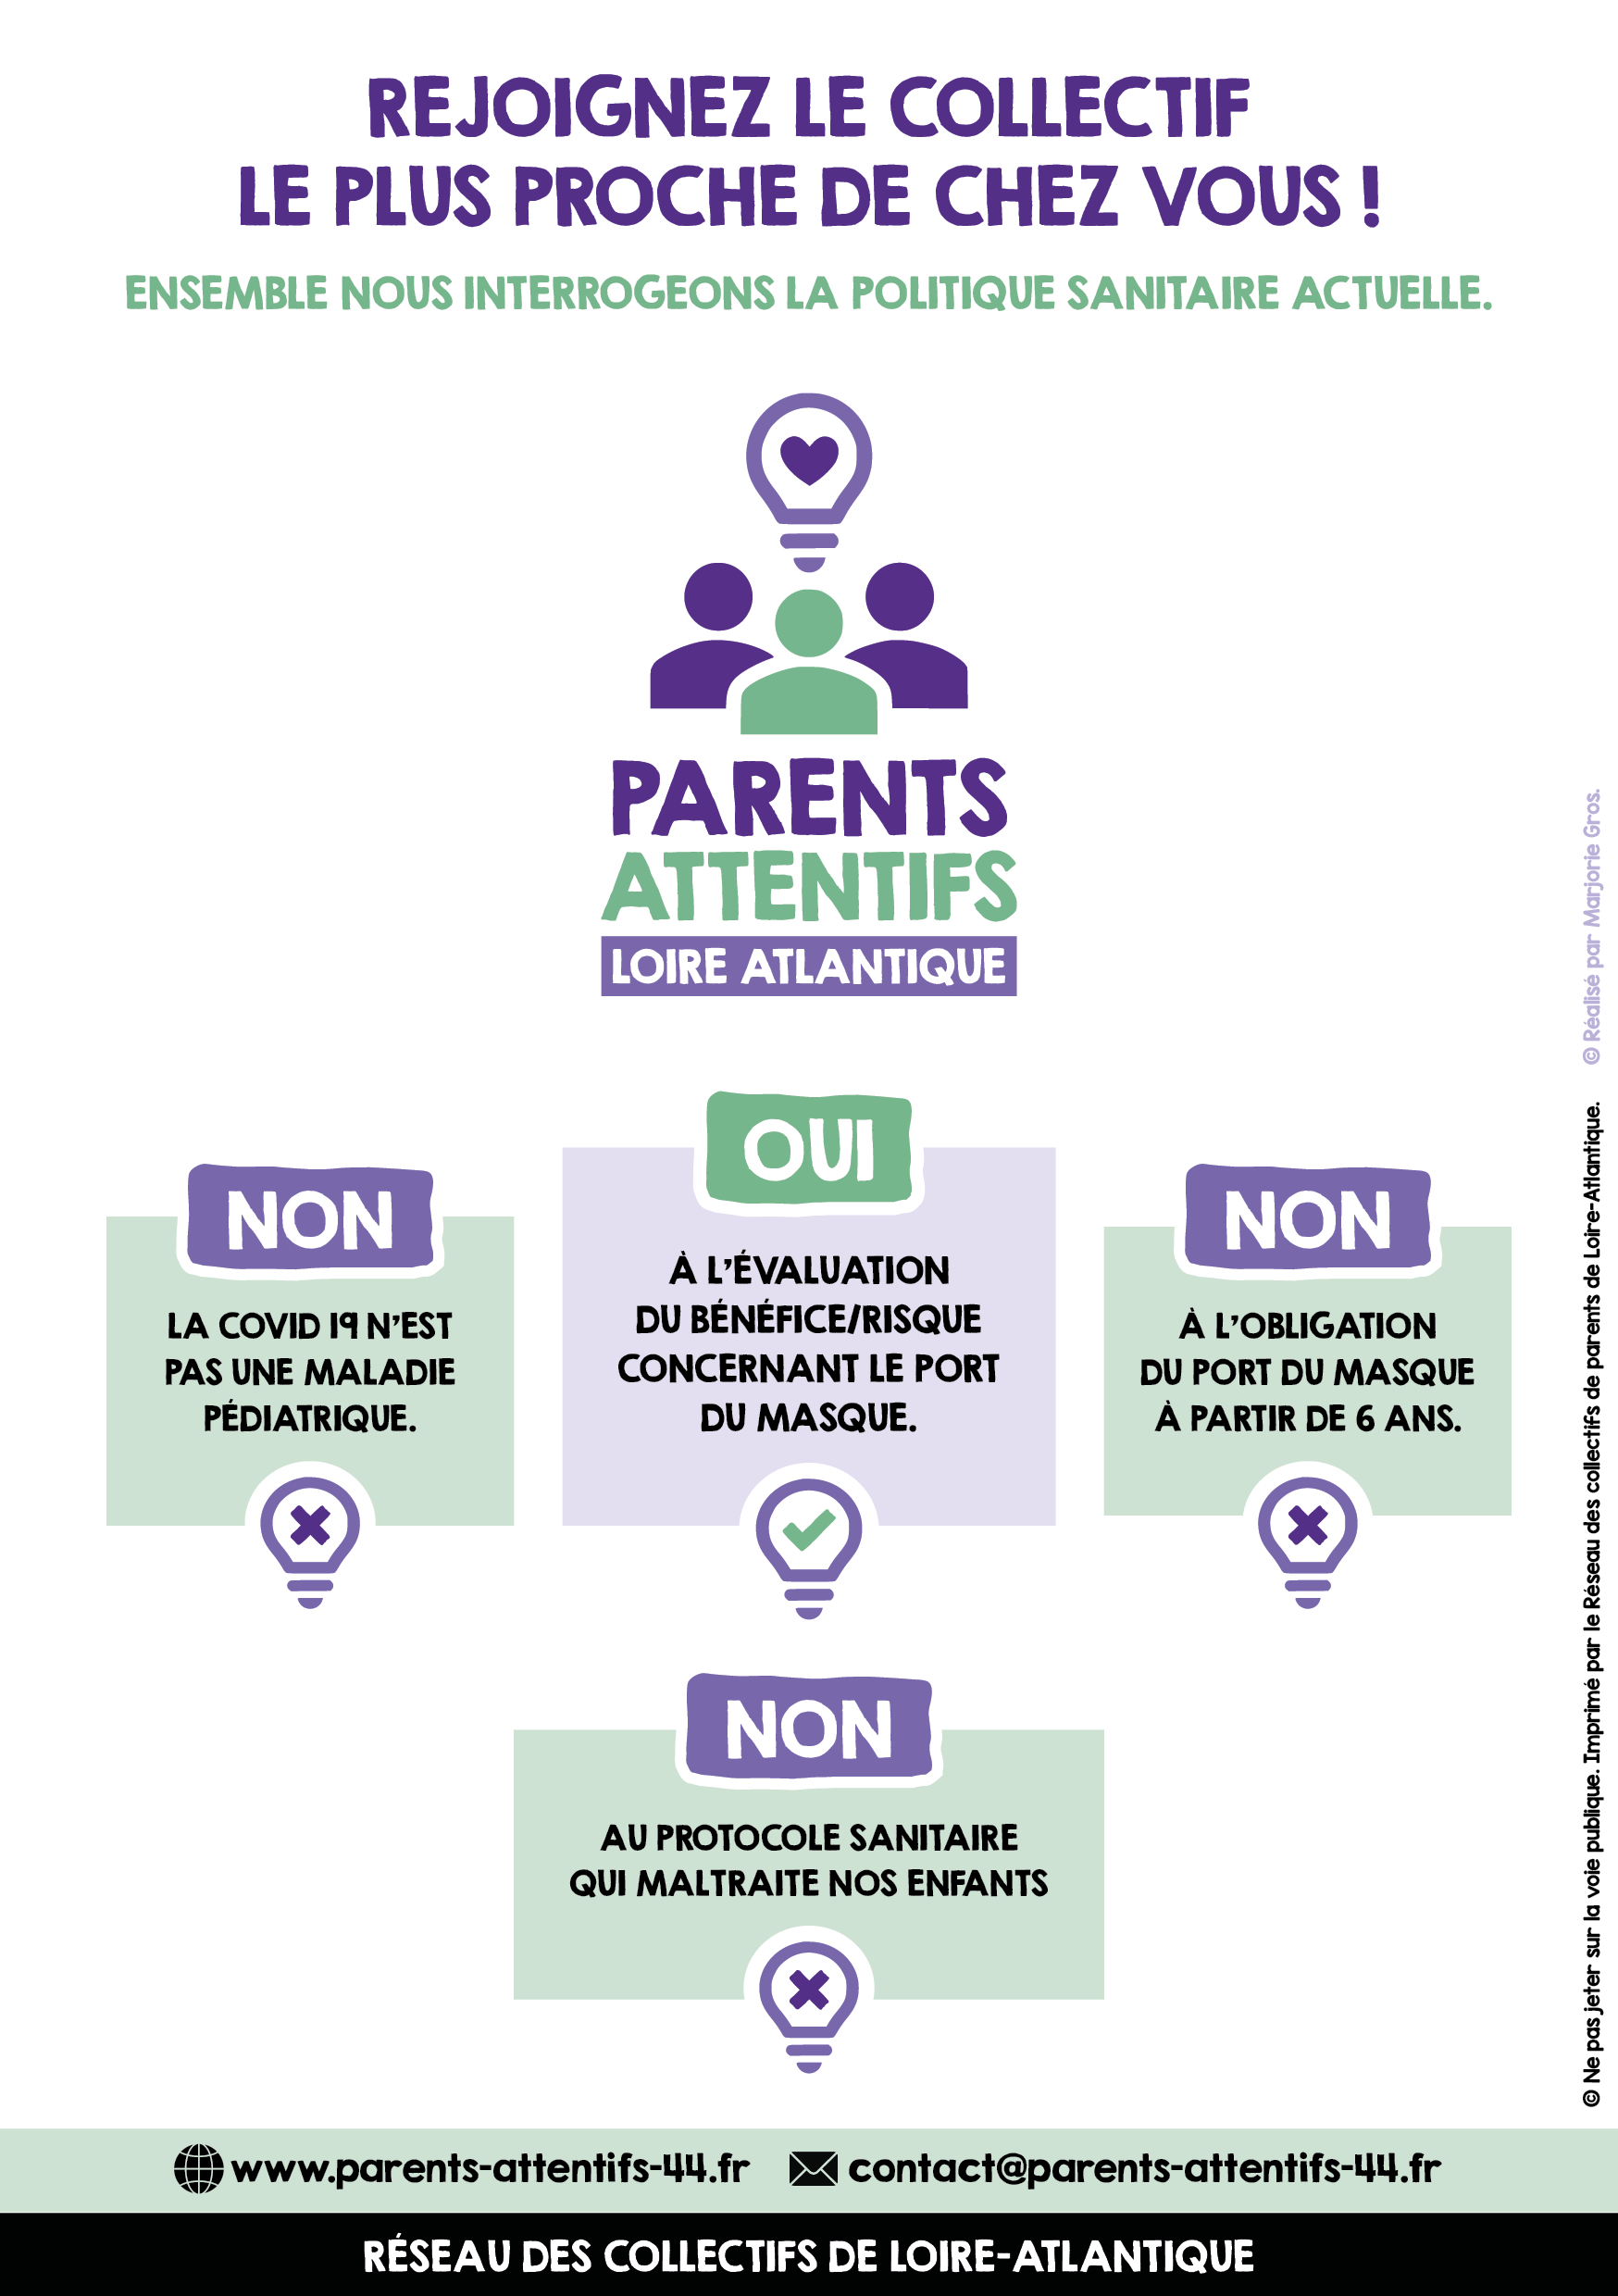 REJOIGNEZ LE COLLECTIF
LE PLUS PROCHE DE CHEZ VOUS !
ENSEMBLE NOUS INTERROGEONS LA POLITIQUE SANITAIRE ACTUELLE.
PARENTS
ATTENTIFS
LOIRE ATLANTIQUE
NON
LA COVID 19 N'EST
PAS UNE MALADIE
PÉDIATRIQUE.
OUI
À L'ÉVALUATION
DU BÉNÉFICE/RISQUE
CONCERNANT LE PORT
DU MASQUE.
NON
À L'OBLIGATION
DU PORT DU MASQUE
À PARTIR DE 6 ANS.
NON
AU PROTOCOLE SANITAIRE
QUI MALTRAITE NOS ENFANTS
www.parents-attentifs-44.fr
contact@parents-attentifs-44.fr
RÉSEAU DES COLLECTIFS DE LOIRE-ATLANTIQUE
© Ne pas jeter sur la voie publique. Imprimé par le Réseau des collectifs de parents de Loire-Atlantique. © Réalisé par Marjorie Gros.